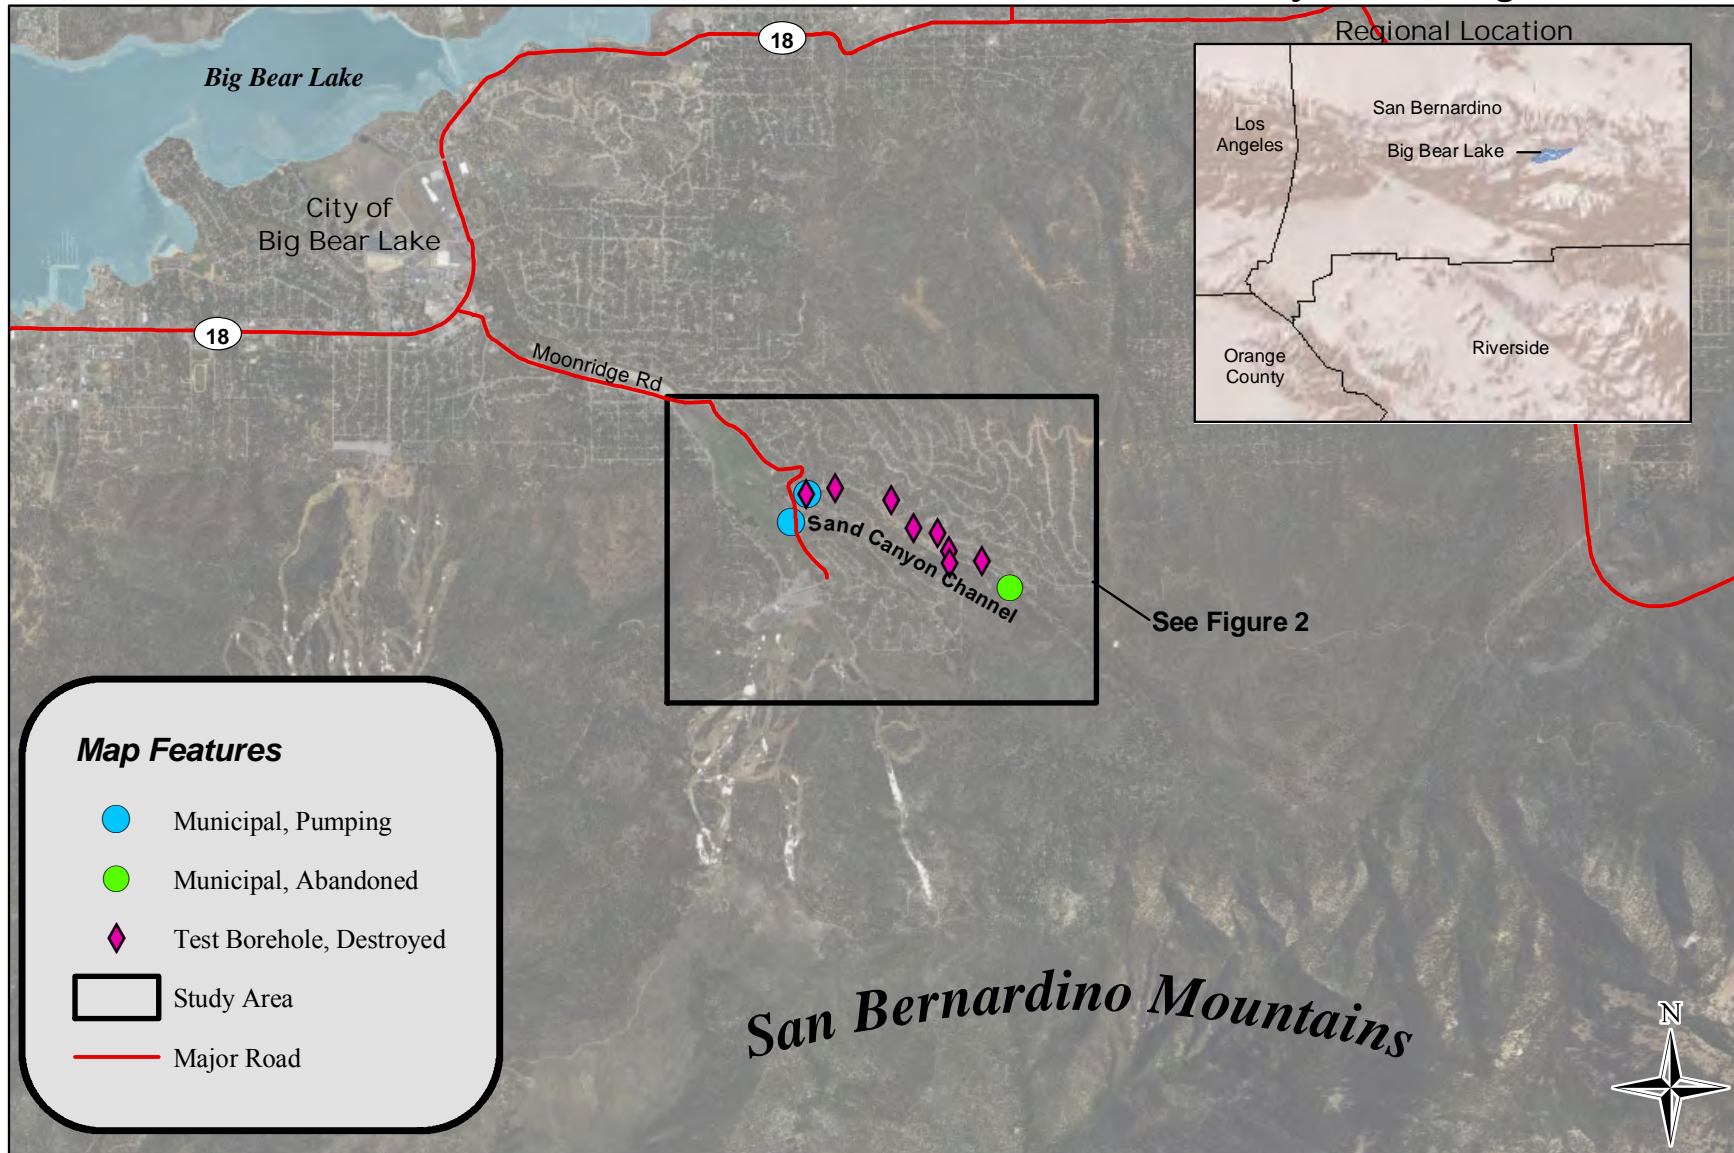 Regional Location
18
Big Bear Lake
San Bernardino
Los
Angeles
Big Bear Lake
City of
Big Bear Lake
18
Moonridge Rd
Orange
County
Riverside
Sand Canyon Channel
See Figure 2
Map Features
Municipal, Pumping
Municipal, Abandoned
Test Borehole, Destroyed
Study Area
Major Road
San Bernardino Mountains
N